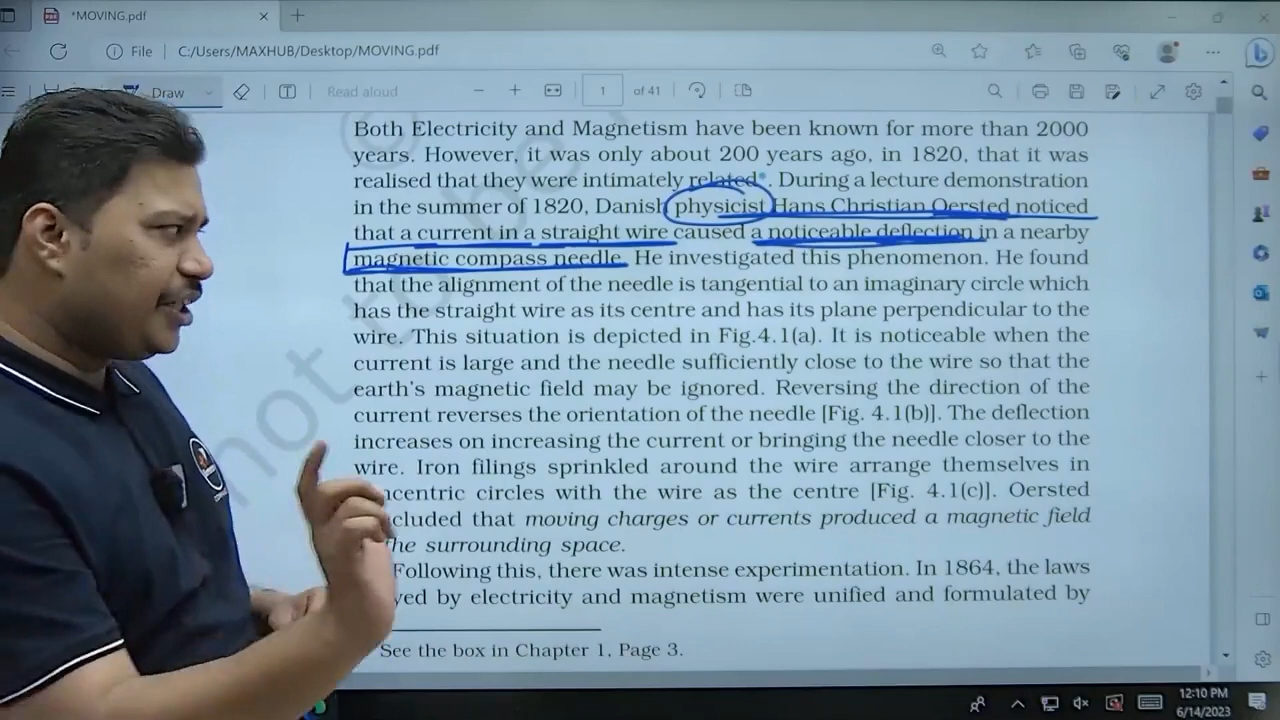 *MOVING.pdf
File C:/Users/MAXHUB/Desktop/MOVING.pdf
Draw Read aloud 1 of 41
Both Electricity and Magnetism have been known for more than 2000
years. However, it was only about 200 years ago, in 1820, that it was
realised that they were intimately related*. During a lecture demonstration
in the summer of 1820, Danish physicist Hans Christian Oersted noticed
that a current in a straight wire caused a noticeable deflection in a nearby
magnetic compass needle. He investigated this phenomenon. He found
that the alignment of the needle is tangential to an imaginary circle which
has the straight wire as its centre and has its plane perpendicular to the
wire. This situation is depicted in Fig.4.1(a). It is noticeable when the
current is large and the needle sufficiently close to the wire so that the
earth's magnetic field may be ignored. Reversing the direction of the
current reverses the orientation of the needle [Fig. 4.1(b)]. The deflection
increases on increasing the current or bringing the needle closer to the
wire. Iron filings sprinkled around the wire arrange themselves in
ncentric circles with the wire as the centre [Fig. 4.1(c)]. Oersted
cluded that moving charges or currents produced a magnetic field
he surrounding space.
Following this, there was intense experimentation. In 1864, the laws
yed by electricity and magnetism were unified and formulated by
See the box in Chapter 1, Page 3.
not to be
12:10 PM
6/14/2023